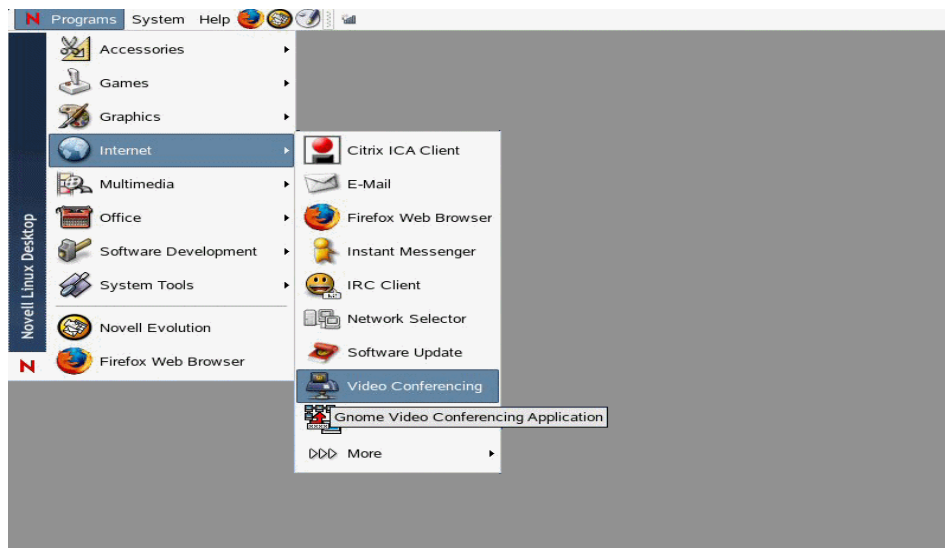 N Programs System Help
Accessories
Games
Graphics
Internet
Multimedia
Office
Software Development
System Tools
Novell Evolution
Firefox Web Browser
Novell Linux Desktop
N
Citrix ICA Client
E-Mail
Firefox Web Browser
Instant Messenger
IRC Client
Network Selector
Software Update
Video Conferencing
Gnome Video Conferencing Application
More